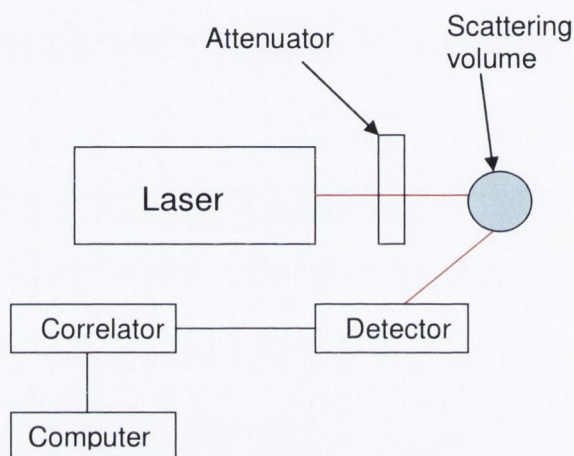 Attenuator
Scattering
volume
Laser
Correlator
Detector
Computer